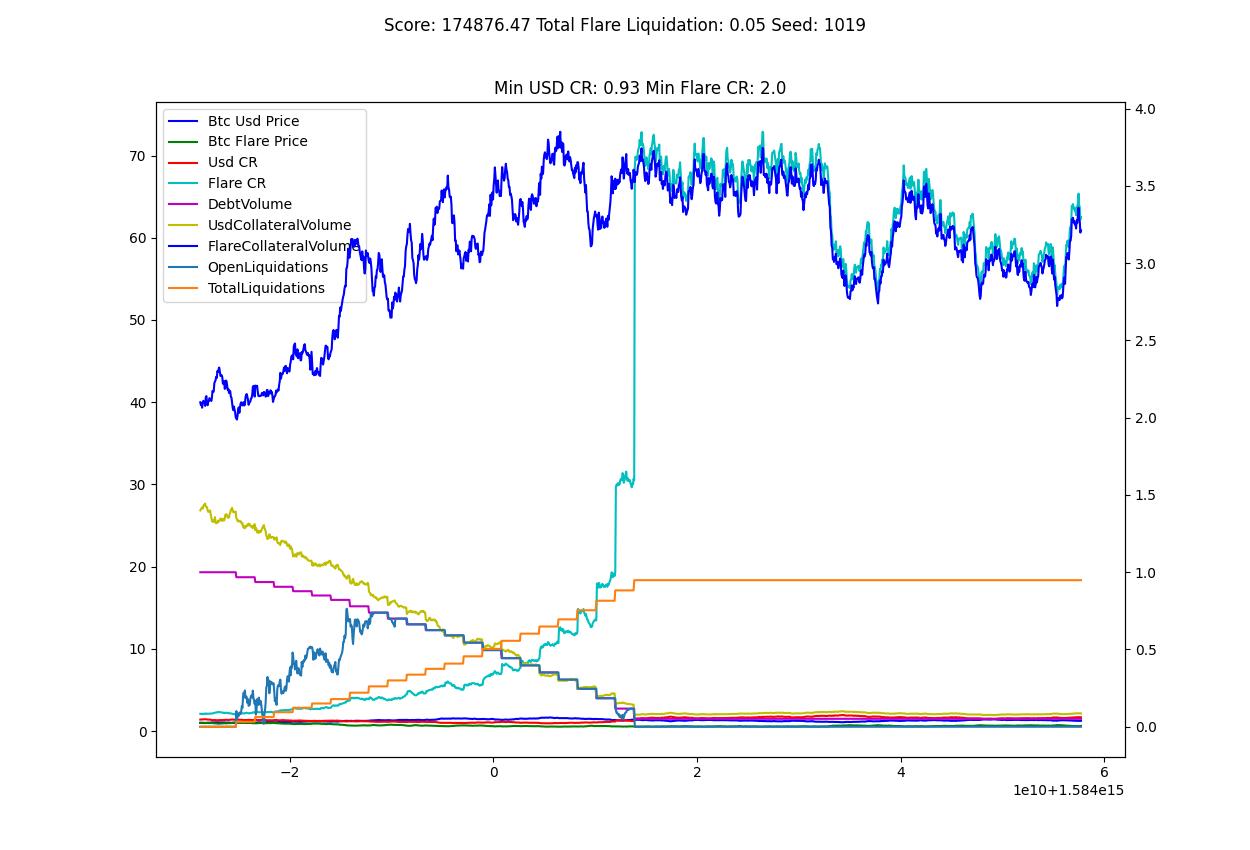 Score: 174876.47 Total Flare Liquidation: 0.05 Seed: 1019
Min USD CR: 0.93 Min Flare CR: 2.0
Btc Usd Price
Btc Flare Price
Usd CR
Flare CR
DebtVolume
UsdCollateralVolume
FlareCollateralVolume
OpenLiquidations
TotalLiquidations
70
60
50
40
30
20
10
0
4.0
3.5
3.0
2.5
2.0
1.5
1.0
0.5
0.0
−2 0 2 4 6
1e10+1.584e15